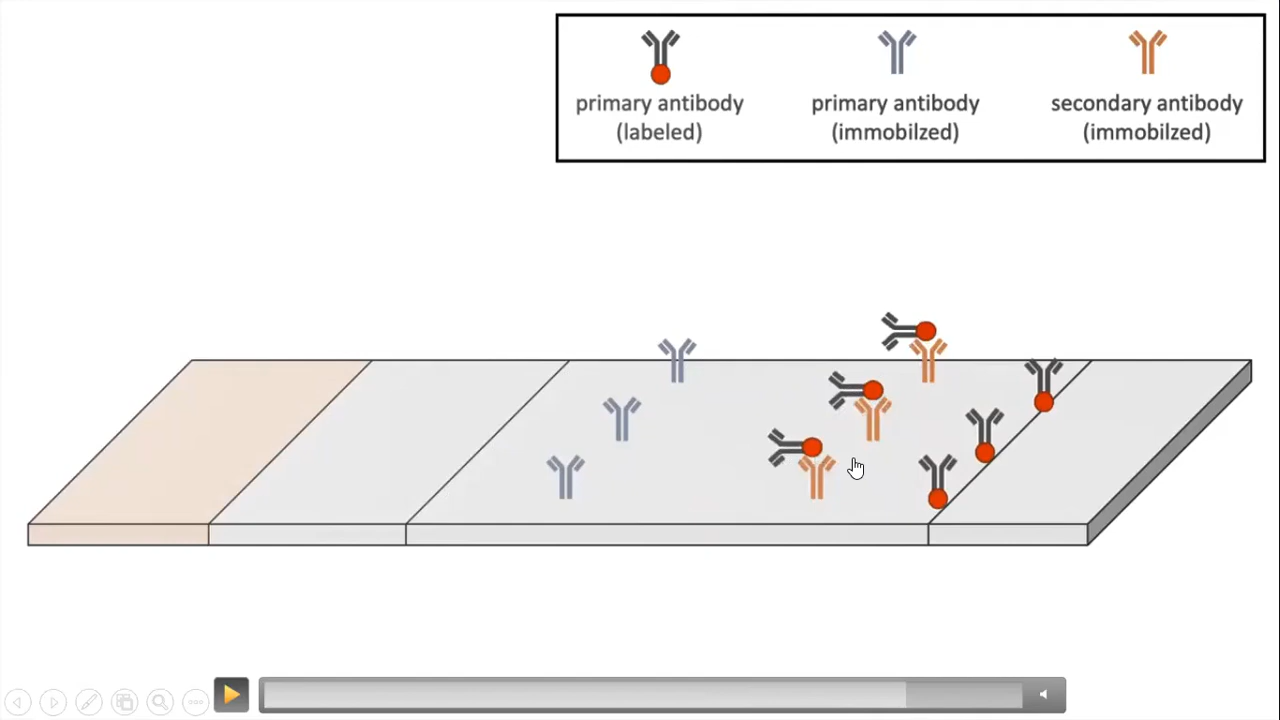 primary antibody
(labeled)
primary antibody
(immobilzed)
secondary antibody
(immobilzed)